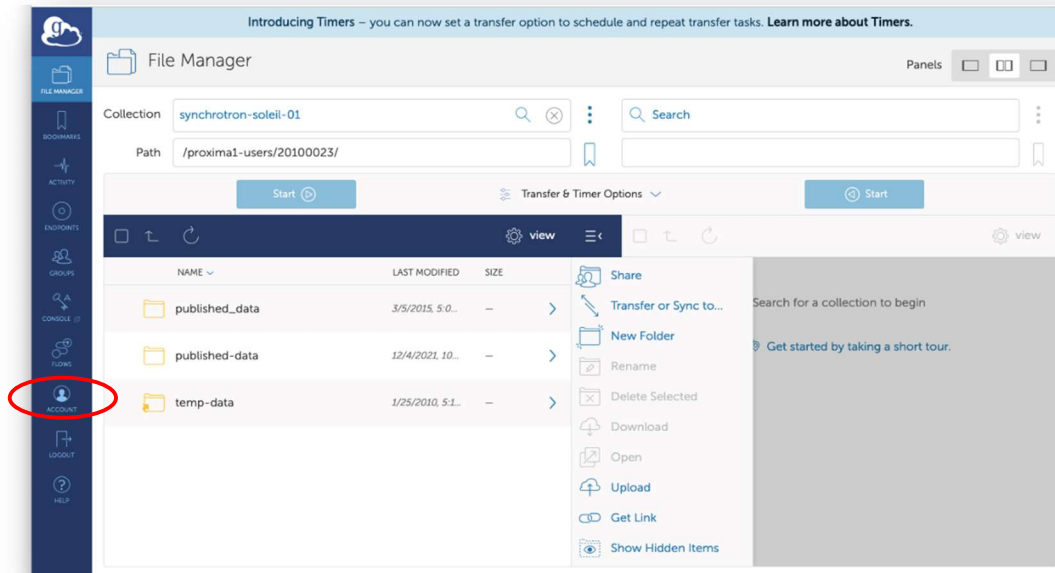 Introducing Timers – you can now set a transfer option to schedule and repeat transfer tasks. Learn more about Timers.
File Manager
Panels
FILE MANAGER
BOOKMARKS
ACTIVITY
ENDPOINTS
GROUPS
CONSOLE
FLOWS
ACCOUNT
LOGOUT
HELP
Collection synchrotron-soleil-01
Search
Path /proxima1-users/20100023/
Start
Transfer & Timer Options
Start
view
view
NAME LAST MODIFIED SIZE
published_data 3/5/2015, 5:0... –
published-data 12/4/2021, 10... –
temp-data 1/25/2010, 5:1... –
Share
Transfer or Sync to...
New Folder
Rename
Delete Selected
Download
Open
Upload
Get Link
Show Hidden Items
Search for a collection to begin
Get started by taking a short tour.